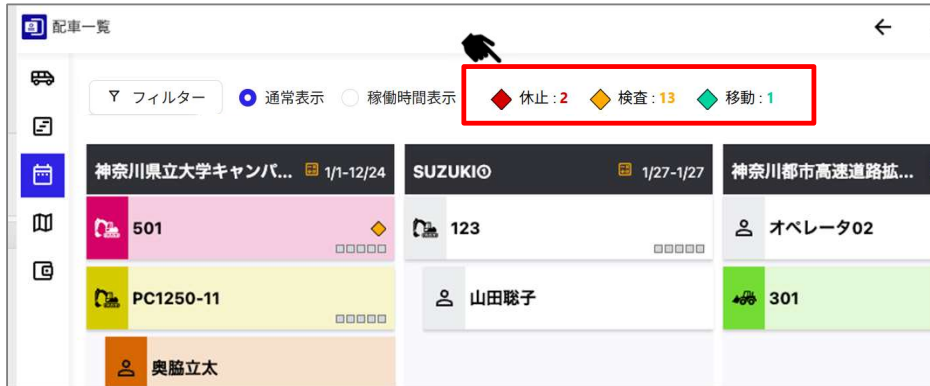 配車一覧
フィルター 通常表示 稼働時間表示 休止:2 検査:13 移動:1
神奈川県立大学キャンパ... 1/1-12/24 SUZUKI① 1/27-1/27 神奈川都市高速道路拡...
501 123 オペレータ02
PC1250-11 山田聡子 301
奥脇立太